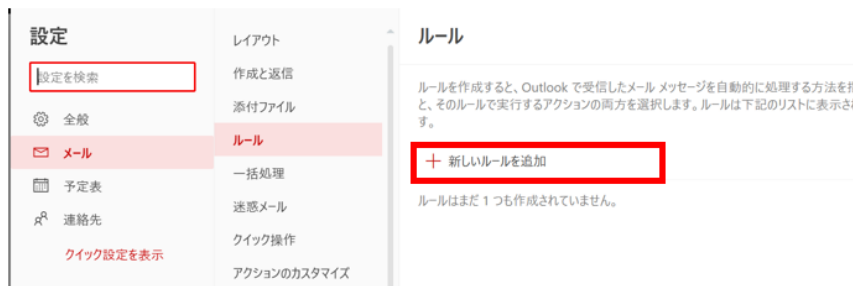 設定
設定を検索
全般
メール
予定表
連絡先
クイック設定を表示
レイアウト
作成と返信
添付ファイル
ルール
一括処理
迷惑メール
クイック操作
アクションのカスタマイズ
ルール
ルールを作成すると、Outlook で受信したメール メッセージを自動的に処理する方法を
と、そのルールで実行するアクションの両方を選択します。ルールは下記のリストに表示さ
す。
新しいルールを追加
ルールはまだ 1 つも作成されていません。